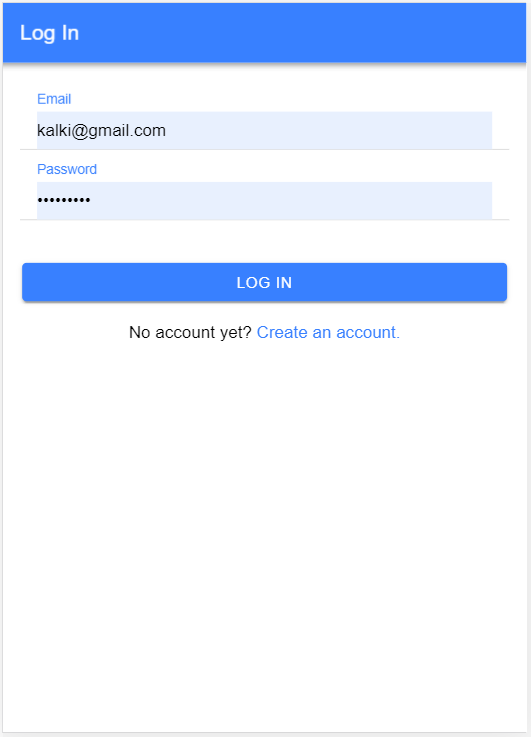 Log In
Email
kalki@gmail.com
Password
•••••••••
LOG IN
No account yet? Create an account.